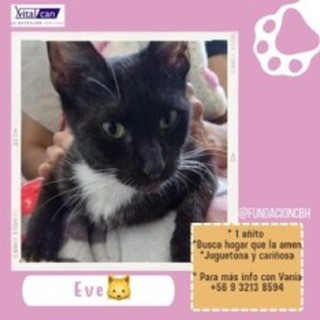 Vitalcan
@FUNDACIONCBH
* 1 añito
*Busca hogar que la amen.
*Juguetona y cariñosa
* Para más info con Vania
+56 9 3213 8594
Eve